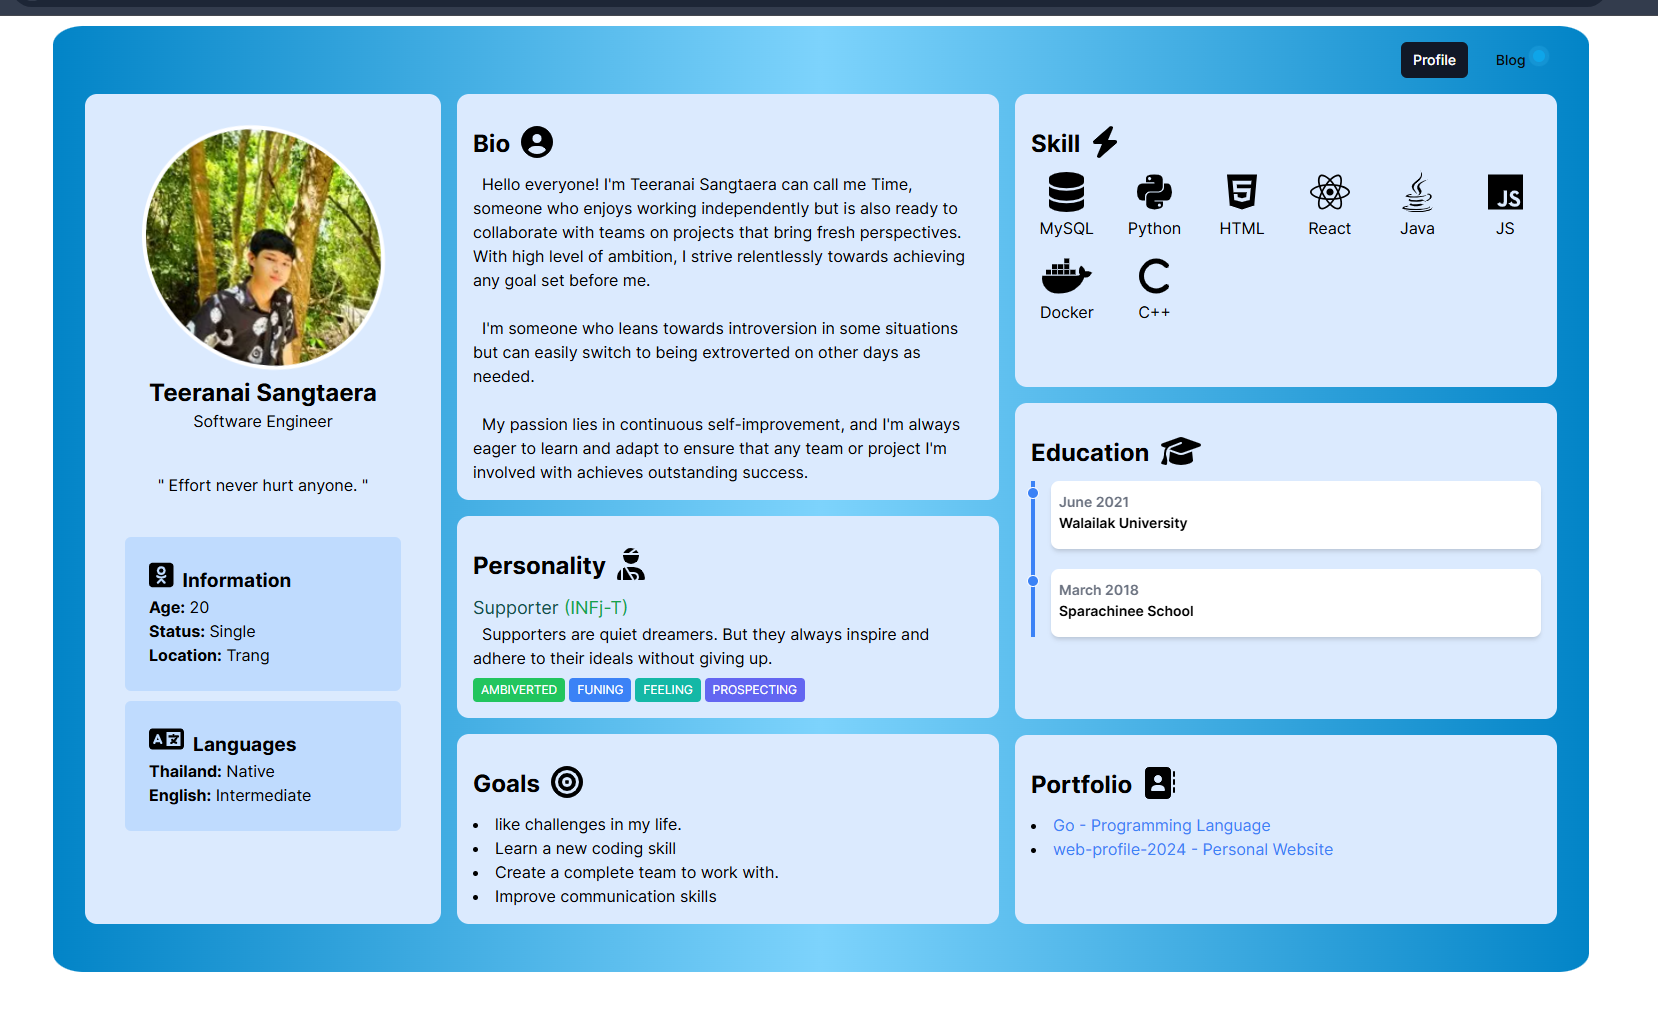 Profile
Blog
Teeranai Sangtaera
Software Engineer
" Effort never hurt anyone. "
Information
Age: 20
Status: Single
Location: Trang
Languages
Thailand: Native
English: Intermediate
Bio
Hello everyone! I'm Teeranai Sangtaera can call me Time,
someone who enjoys working independently but is also ready to
collaborate with teams on projects that bring fresh perspectives.
With high level of ambition, I strive relentlessly towards achieving
any goal set before me.
I'm someone who leans towards introversion in some situations
but can easily switch to being extroverted on other days as
needed.
My passion lies in continuous self-improvement, and I'm always
eager to learn and adapt to ensure that any team or project I'm
involved with achieves outstanding success.
Personality
Supporter (INFj-T)
Supporters are quiet dreamers. But they always inspire and
adhere to their ideals without giving up.
AMBIVERTED FUNING FEELING PROSPECTING
Goals
like challenges in my life.
Learn a new coding skill
Create a complete team to work with.
Improve communication skills
Skill
JS
MySQL Python HTML React Java JS
Docker C++
Education
June 2021
Walailak University
March 2018
Sparachinee School
Portfolio
Go - Programming Language
web-profile-2024 - Personal Website